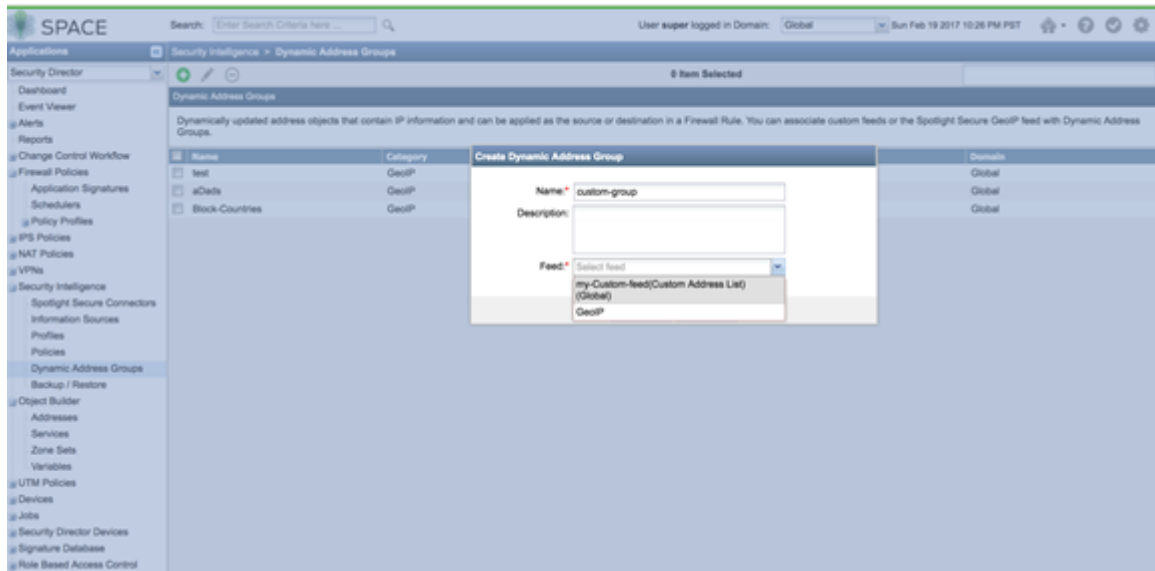 SPACE
Search: Enter Search Criteria here ...
User super logged in Domain: Global
Sun Feb 19 2017 10:26 PM PST
Applications
Security Intelligence > Dynamic Address Groups
Security Director
0 Item Selected
Dashboard
Event Viewer
Alerts
Reports
Change Control Workflow
Firewall Policies
Application Signatures
Schedulers
Policy Profiles
IPS Policies
NAT Policies
VPNs
Security Intelligence
Spotlight Secure Connectors
Information Sources
Profiles
Policies
Dynamic Address Groups
Backup / Restore
Object Builder
Addresses
Services
Zone Sets
Variables
UTM Policies
Devices
Jobs
Security Director Devices
Signature Database
Role Based Access Control
Dynamic Address Groups
Dynamically updated address objects that contain IP information and can be applied as the source or destination in a Firewall Rule. You can associate custom feeds or the Spotlight Secure GeoIP feed with Dynamic Address
Groups.
Name Category Domain
test GeoIP Global
aDads GeoIP Global
Block-Countries GeoIP Global
Create Dynamic Address Group
Name:* custom-group
Description:
Feed:* Select feed
my-Custom-feed(Custom Address List)
(Global)
GeoIP